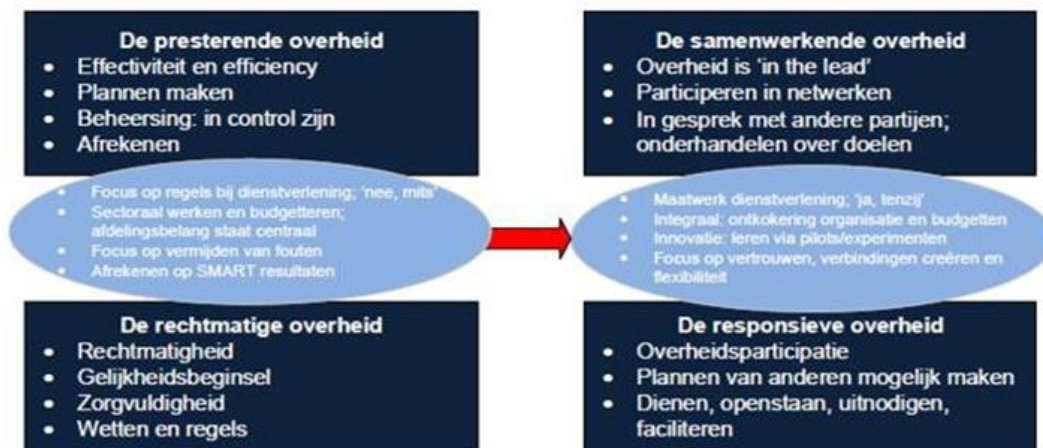 De presterende overheid
• Effectiviteit en efficiency
• Plannen maken
• Beheersing: in control zijn
• Afrekenen
De samenwerkende overheid
• Overheid is 'in the lead'
• Participeren in netwerken
• In gesprek met andere partijen;
onderhandelen over doelen
• Focus op regels bij dienstverlening; 'nee, mits'
• Sectoraal werken en budgetteren;
afdelingsbelang staat centraal
• Focus op vermijden van fouten
• Afrekenen op SMART resultaten
• Maatwerk dienstverlening; 'ja, tenzij'
• Integraal: ontkokering organisatie en budgetten
• Innovatie: leren via pilots/experimenten
• Focus op vertrouwen, verbindingen creëren en
flexibiliteit
De rechtmatige overheid
• Rechtmatigheid
• Gelijkheidsbeginsel
• Zorgvuldigheid
• Wetten en regels
De responsieve overheid
• Overheidsparticipatie
• Plannen van anderen mogelijk maken
• Dienen, openstaan, uitnodigen,
faciliteren